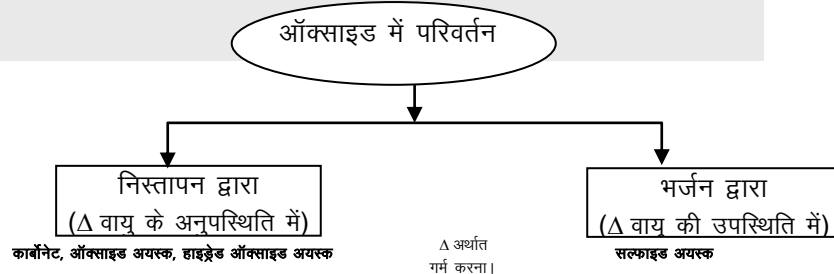 ऑक्साइड में परिवर्तन
निस्तापन द्वारा
(Δ वायु के अनुपस्थिति में)
कार्बोनेट, ऑक्साइड अयस्क, हाइड्रेड ऑक्साइड अयस्क
भर्जन द्वारा
(Δ वायु की उपस्थिति में)
सल्फाइड अयस्क
Δ अर्थात
गर्म करना।